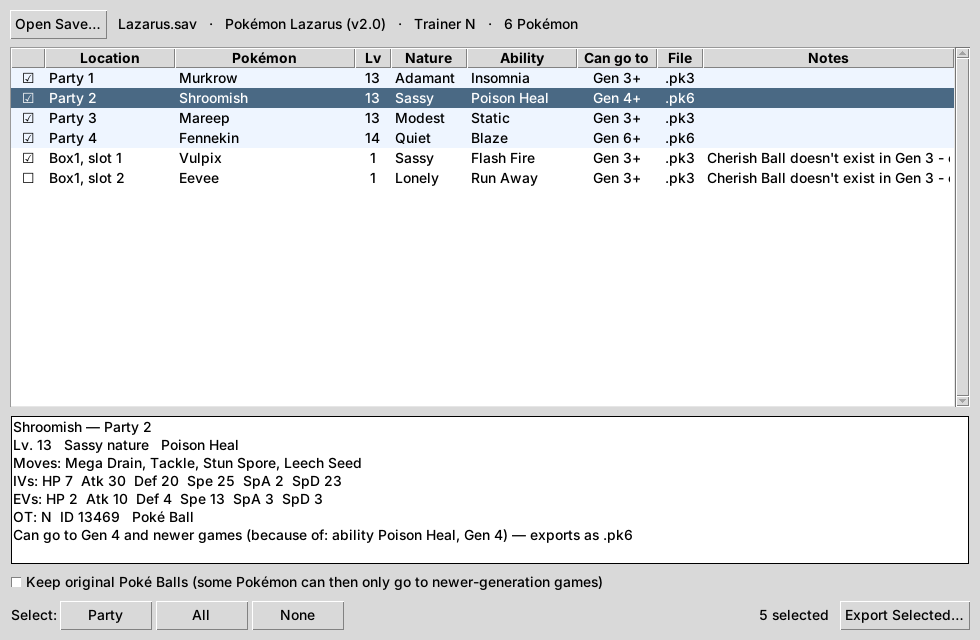 Open Save... Lazarus.sav · Pokémon Lazarus (v2.0) · Trainer N · 6 Pokémon
Location Pokémon Lv Nature Ability Can go to File Notes
☑ Party 1 Murkrow 13 Adamant Insomnia Gen 3+ .pk3
☑ Party 2 Shroomish 13 Sassy Poison Heal Gen 4+ .pk6
☑ Party 3 Mareep 13 Modest Static Gen 3+ .pk3
☑ Party 4 Fennekin 14 Quiet Blaze Gen 6+ .pk6
☑ Box1, slot 1 Vulpix 1 Sassy Flash Fire Gen 3+ .pk3 Cherish Ball doesn't exist in Gen 3 -
☐ Box1, slot 2 Eevee 1 Lonely Run Away Gen 3+ .pk3 Cherish Ball doesn't exist in Gen 3 -
Shroomish — Party 2
Lv. 13 Sassy nature Poison Heal
Moves: Mega Drain, Tackle, Stun Spore, Leech Seed
IVs: HP 7 Atk 30 Def 20 Spe 25 SpA 2 SpD 23
EVs: HP 2 Atk 10 Def 4 Spe 13 SpA 3 SpD 3
OT: N ID 13469 Poké Ball
Can go to Gen 4 and newer games (because of: ability Poison Heal, Gen 4) — exports as .pk6
Keep original Poké Balls (some Pokémon can then only go to newer-generation games)
Select: Party All None 5 selected Export Selected...